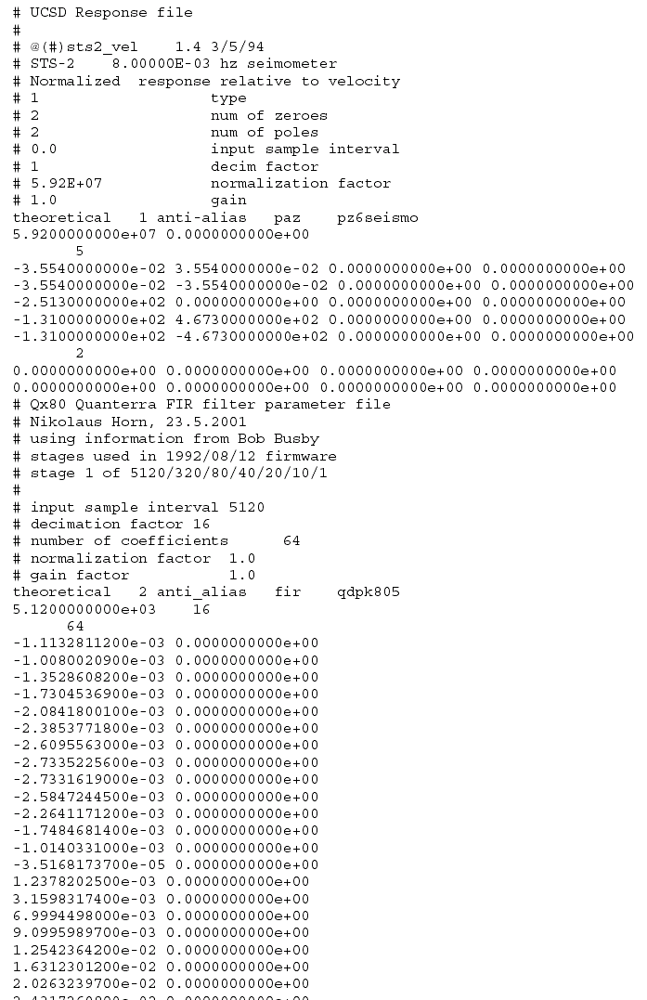 # UCSD Response file
#
# @(#)sts2_vel    1.4 3/5/94
# STS-2    8.00000E-03 hz seimometer
# Normalized  response relative to velocity
# 1                   type
# 2                   num of zeroes
# 2                   num of poles
# 0.0                 input sample interval
# 1                   decim factor
# 5.92E+07            normalization factor
# 1.0                 gain
theoretical   1 anti-alias   paz    pz6seismo
5.9200000000e+07 0.0000000000e+00
       5
-3.5540000000e-02 3.5540000000e-02 0.0000000000e+00 0.0000000000e+00
-3.5540000000e-02 -3.5540000000e-02 0.0000000000e+00 0.0000000000e+00
-2.5130000000e+02 0.0000000000e+00 0.0000000000e+00 0.0000000000e+00
-1.3100000000e+02 4.6730000000e+02 0.0000000000e+00 0.0000000000e+00
-1.3100000000e+02 -4.6730000000e+02 0.0000000000e+00 0.0000000000e+00
       2
0.0000000000e+00 0.0000000000e+00 0.0000000000e+00 0.0000000000e+00
0.0000000000e+00 0.0000000000e+00 0.0000000000e+00 0.0000000000e+00
# Qx80 Quanterra FIR filter parameter file
# Nikolaus Horn, 23.5.2001
# using information from Bob Busby
# stages used in 1992/08/12 firmware
# stage 1 of 5120/320/80/40/20/10/1
#
# input sample interval 5120
# decimation factor 16
# number of coefficients      64
# normalization factor  1.0
# gain factor           1.0
theoretical   2 anti_alias   fir    qdpk805
5.1200000000e+03    16
      64
-1.1132811200e-03 0.0000000000e+00
-1.0080020900e-03 0.0000000000e+00
-1.3528608200e-03 0.0000000000e+00
-1.7304536900e-03 0.0000000000e+00
-2.0841800100e-03 0.0000000000e+00
-2.3853771800e-03 0.0000000000e+00
-2.6095563000e-03 0.0000000000e+00
-2.7335225600e-03 0.0000000000e+00
-2.7331619000e-03 0.0000000000e+00
-2.5847244500e-03 0.0000000000e+00
-2.2641171200e-03 0.0000000000e+00
-1.7484681400e-03 0.0000000000e+00
-1.0140331000e-03 0.0000000000e+00
-3.5168173700e-05 0.0000000000e+00
1.2378202500e-03 0.0000000000e+00
3.1598317400e-03 0.0000000000e+00
6.9994498000e-03 0.0000000000e+00
9.0995989700e-03 0.0000000000e+00
1.2542364200e-02 0.0000000000e+00
1.6312301200e-02 0.0000000000e+00
2.0263239700e-02 0.0000000000e+00